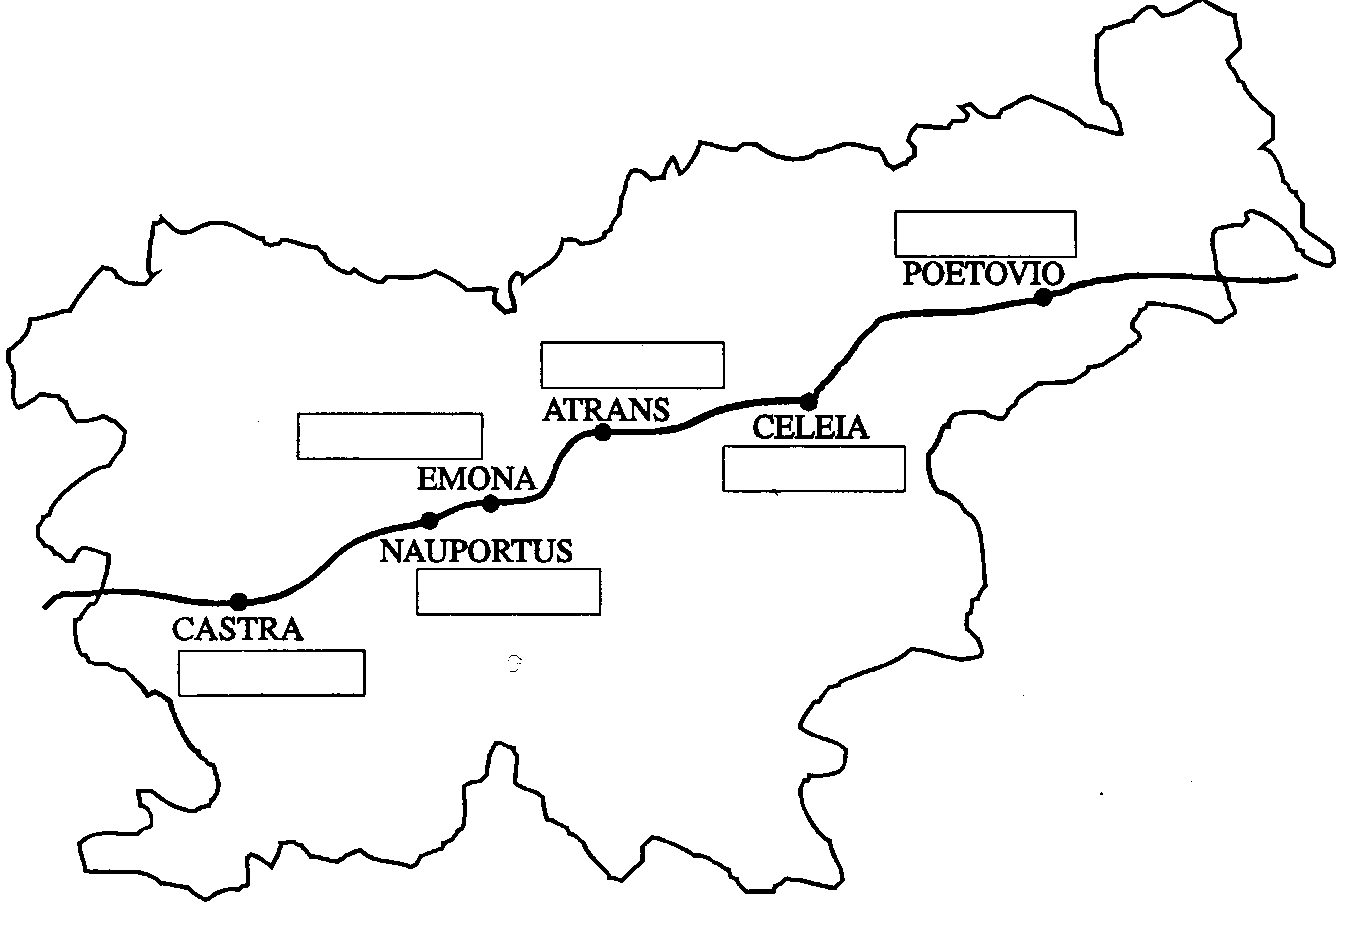 POETOVIO
ATRANS
CELEIA
EMONA
NAUPORTUS
CASTRA